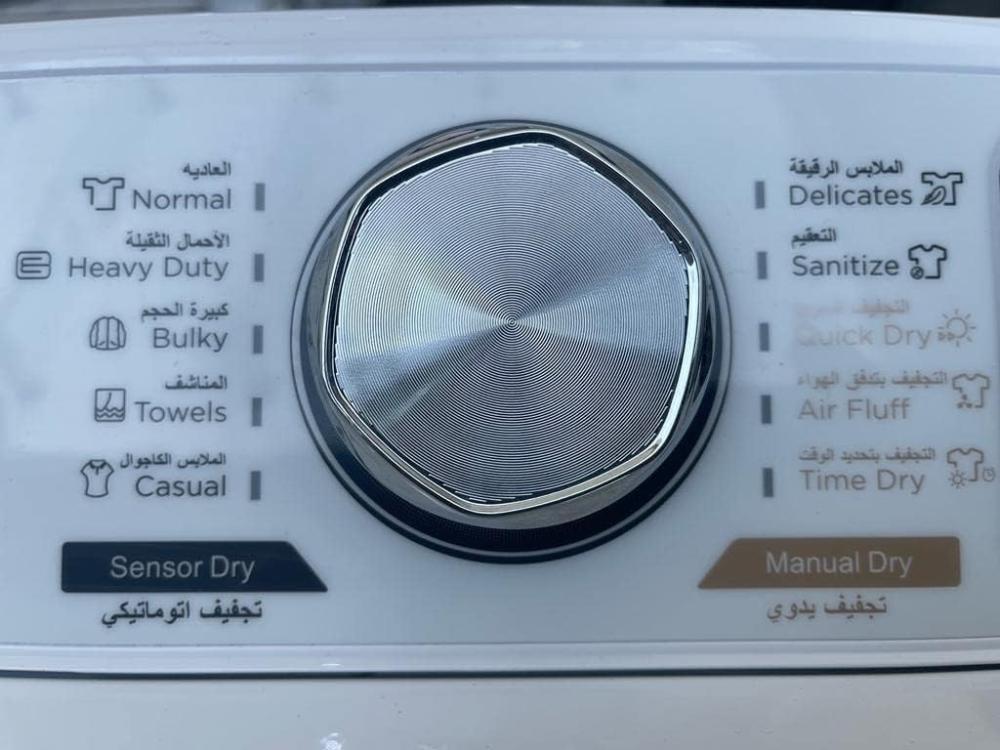 العاديه
Normal
الأحمال الثقيلة
Heavy Duty
كبيرة الحجم
Bulky
المناشف
Towels
الملابس الكاجوال
Casual
Sensor Dry
تجفيف اتوماتيكي
الملابس الرقيقة
Delicates
التعقيم
Sanitize
التجفيف
Quick Dry
التجفيف بتدفق الهواء
Air Fluff
التجفيف بتحديد الوقت
Time Dry
Manual Dry
تجفيف يدوي